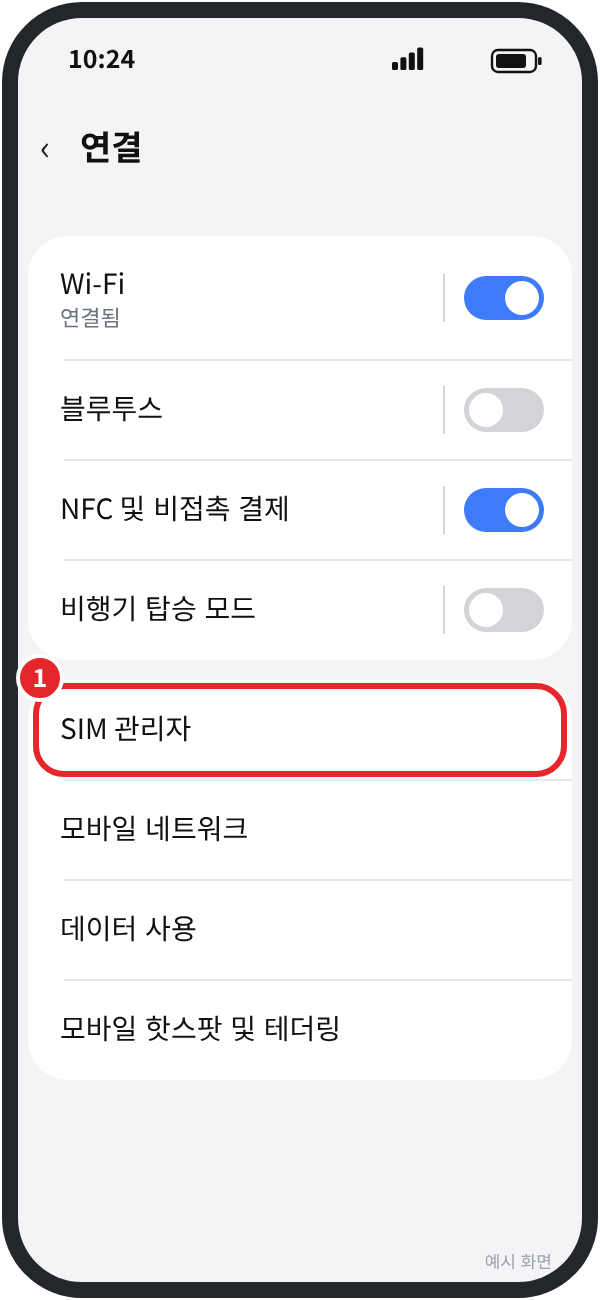 10:24
연결
Wi-Fi
연결됨
블루투스
NFC 및 비접촉 결제
비행기 탑승 모드
1
SIM 관리자
모바일 네트워크
데이터 사용
모바일 핫스팟 및 테더링
예시 화면